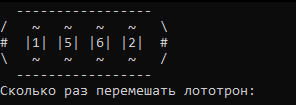 ----------------
/   ~   ~   ~   ~   \
#  |1| |5| |6| |2|  #
\   ~   ~   ~   ~   /
  ----------------
Сколько раз перемешать лототрон: